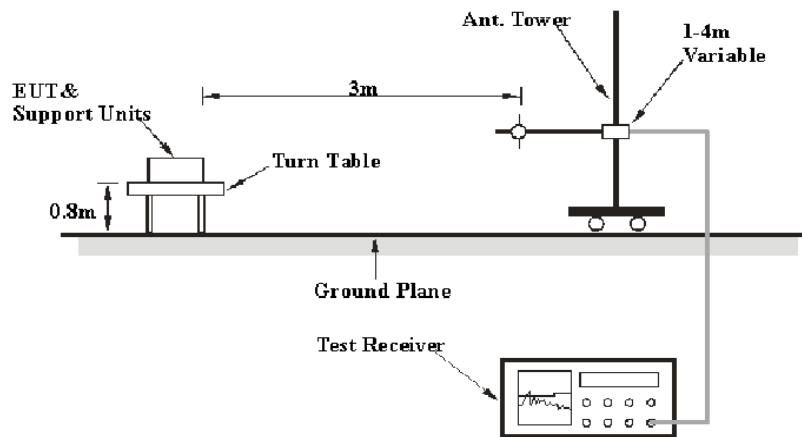 Ant. Tower
1-4m
Variable
3m
EUT&
Support Units
Turn Table
0.8m
Ground Plane
Test Receiver